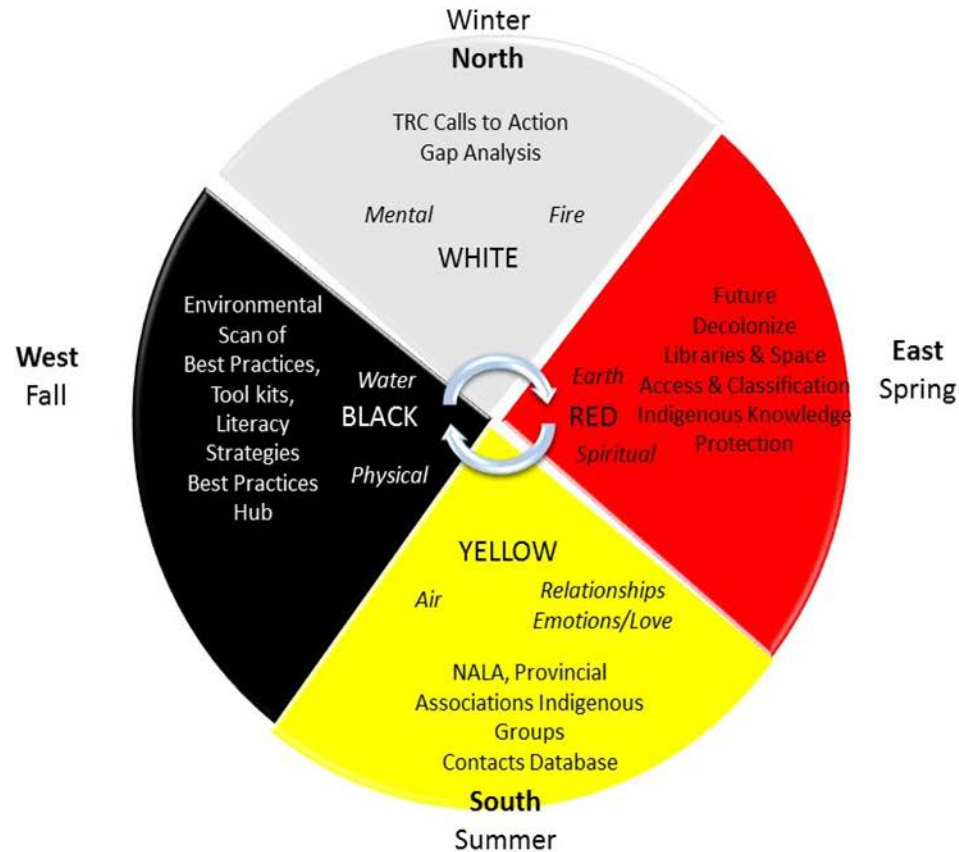 Winter
North
TRC Calls to Action
Gap Analysis
Mental
Fire
WHITE
West
Fall
Environmental
Scan of
Best Practices,
Tool kits,
Literacy
Strategies
Best Practices
Hub
Water
BLACK
Physical
Earth
RED
Spiritual
Future
Decolonize
Libraries & Space
Access & Classification
Indigenous Knowledge
Protection
East
Spring
YELLOW
Air
Relationships
Emotions/Love
NALA, Provincial
Associations Indigenous
Groups
Contacts Database
South
Summer